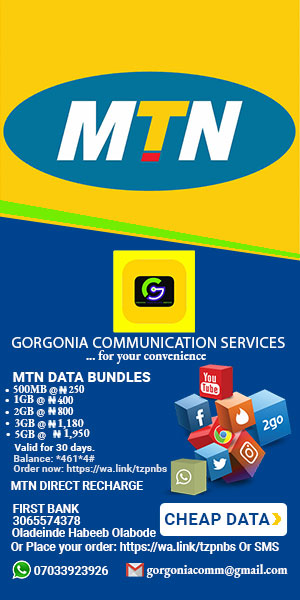 MTN
G
GORGONIA COMMUNICATION SERVICES
... for your convenience
MTN DATA BUNDLES
• 500MB @ ₦ 250
• 1GB @ ₦ 400
• 2GB @ ₦ 800
• 3GB @ ₦ 1,180
• 5GB @ ₦ 1,950
Valid for 30 days.
Balance: *461*4#
Order now: https://wa.link/tzpnbs
You
Tube
2go
MTN DIRECT RECHARGE
FIRST BANK
3065574378
Oladeinde Habeeb Olabode
CHEAP DATA
Or Place your order: https://wa.link/tzpnbs Or SMS
07033923926
gorgoniacomm@gmail.com